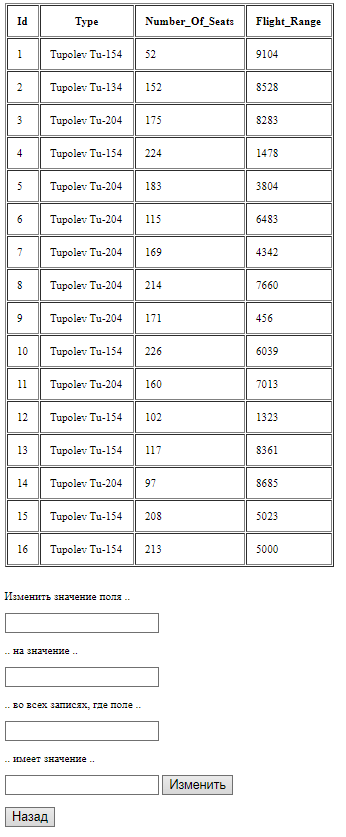 Id Type Number_Of_Seats Flight_Range
1 Tupolev Tu-154 52 9104
2 Tupolev Tu-134 152 8528
3 Tupolev Tu-204 175 8283
4 Tupolev Tu-154 224 1478
5 Tupolev Tu-204 183 3804
6 Tupolev Tu-204 115 6483
7 Tupolev Tu-204 169 4342
8 Tupolev Tu-204 214 7660
9 Tupolev Tu-204 171 456
10 Tupolev Tu-154 226 6039
11 Tupolev Tu-204 160 7013
12 Tupolev Tu-154 102 1323
13 Tupolev Tu-154 117 8361
14 Tupolev Tu-204 97 8685
15 Tupolev Tu-154 208 5023
16 Tupolev Tu-154 213 5000
Изменить значение поля ..
.. на значение ..
.. во всех записях, где поле ..
.. имеет значение ..
Изменить
Назад